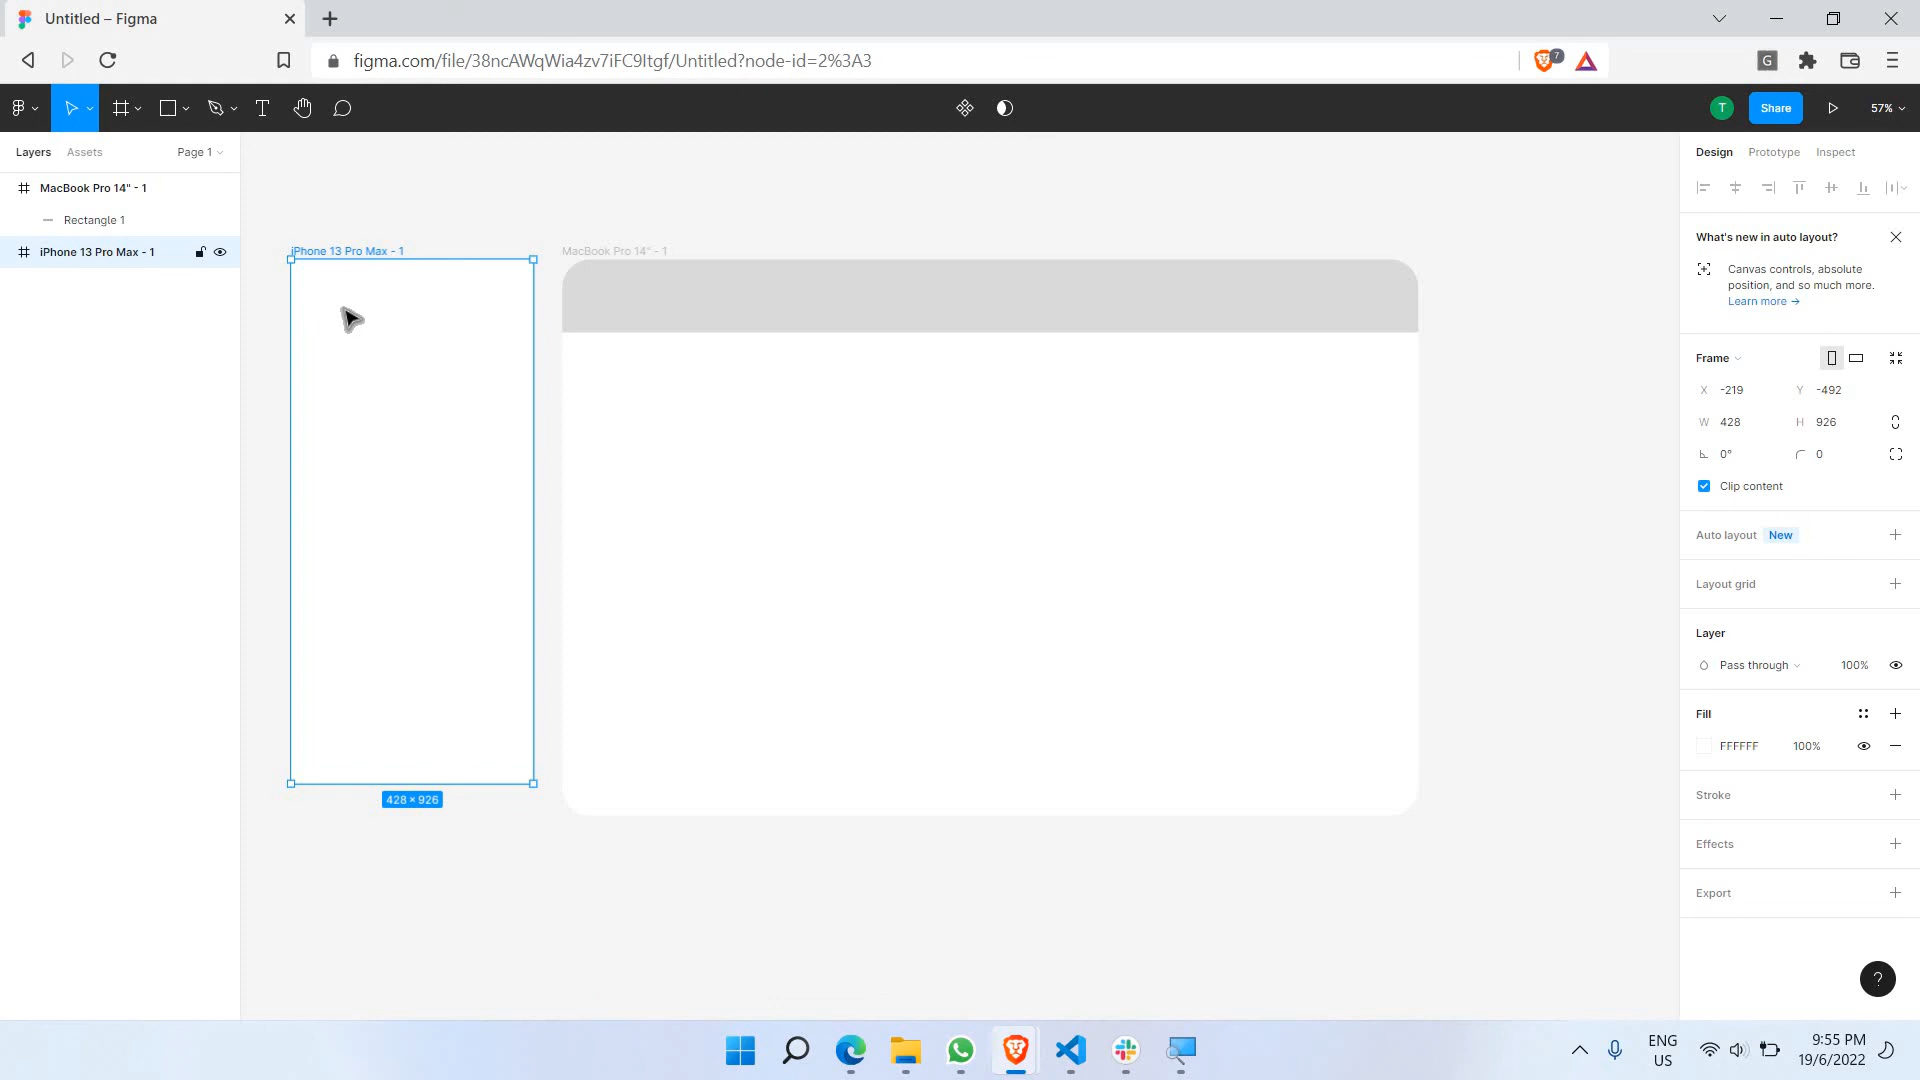 Untitled – Figma
figma.com/file/38ncAWqWia4zv7iFC9Itgf/Untitled?node-id=2%3A3
7
G
T
Share
57%
Layers
Assets
Page 1
MacBook Pro 14" - 1
Rectangle 1
iPhone 13 Pro Max - 1
iPhone 13 Pro Max - 1
MacBook Pro 14" - 1
428 × 926
Design
Prototype
Inspect
What's new in auto layout?
Canvas controls, absolute
position, and so much more.
Learn more →
Frame
X -219
Y -492
W 428
H 926
0°
0
Clip content
Auto layout
New
Layout grid
Layer
Pass through
100%
Fill
FFFFFF
100%
Stroke
Effects
Export
?
ENG
US
9:55 PM
19/6/2022